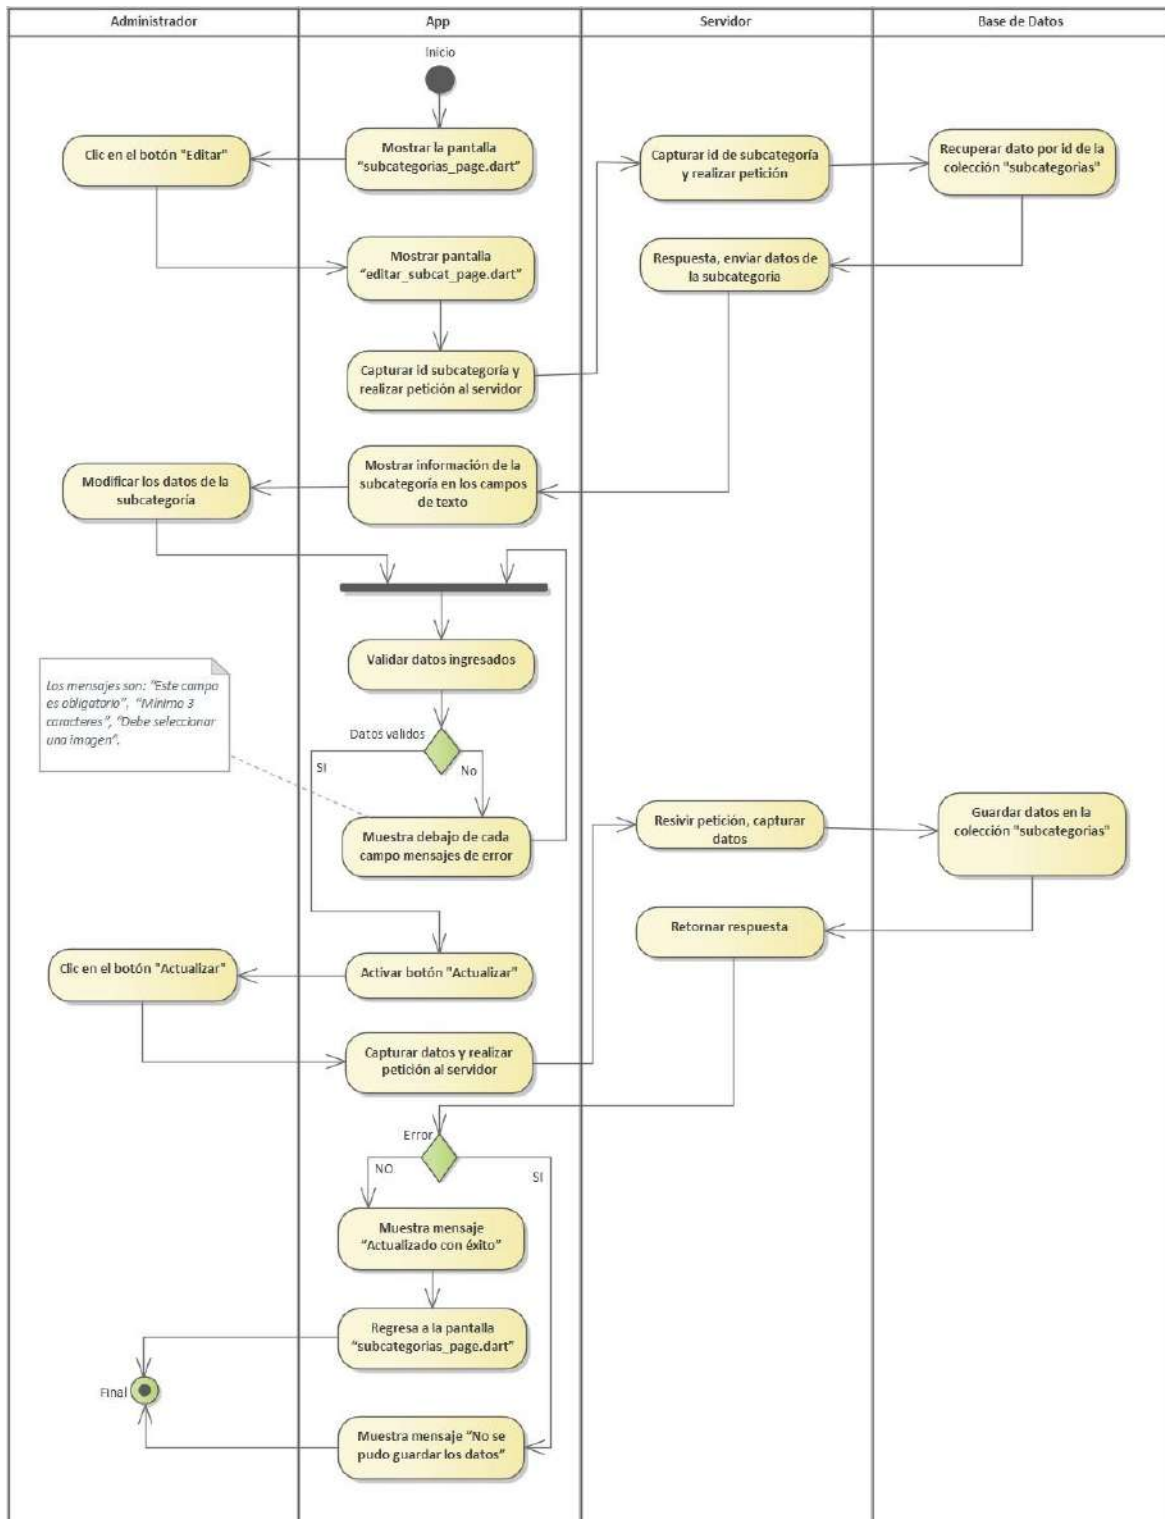 Administrador
App
Servidor
Base de Datos
Inicio
Clic en el botón "Editar"
Mostrar la pantalla
"subcategorias_page.dart"
Capturar id de subcategoría
y realizar petición
Recuperar dato por id de la
colección "subcategorias"
Mostrar pantalla
"editar_subcat_page.dart"
Respuesta, enviar datos de
la subcategoría
Capturar id subcategoría y
realizar petición al servidor
Modificar los datos de la
subcategoría
Mostrar información de la
subcategoría en los campos
de texto
Validar datos ingresados
Los mensajes son: "Este campo
es obligatorio", "Mínimo 3
caracteres", "Debe seleccionar
una imagen".
Datos validos
SI
No
Muestra debajo de cada
campo mensajes de error
Resivir petición, capturar
datos
Guardar datos en la
colección "subcategorias"
Retornar respuesta
Clic en el botón "Actualizar"
Activar botón "Actualizar"
Capturar datos y realizar
petición al servidor
Error
NO
SI
Muestra mensaje
"Actualizado con éxito"
Regresa a la pantalla
"subcategorias_page.dart"
Final
Muestra mensaje "No se
pudo guardar los datos"